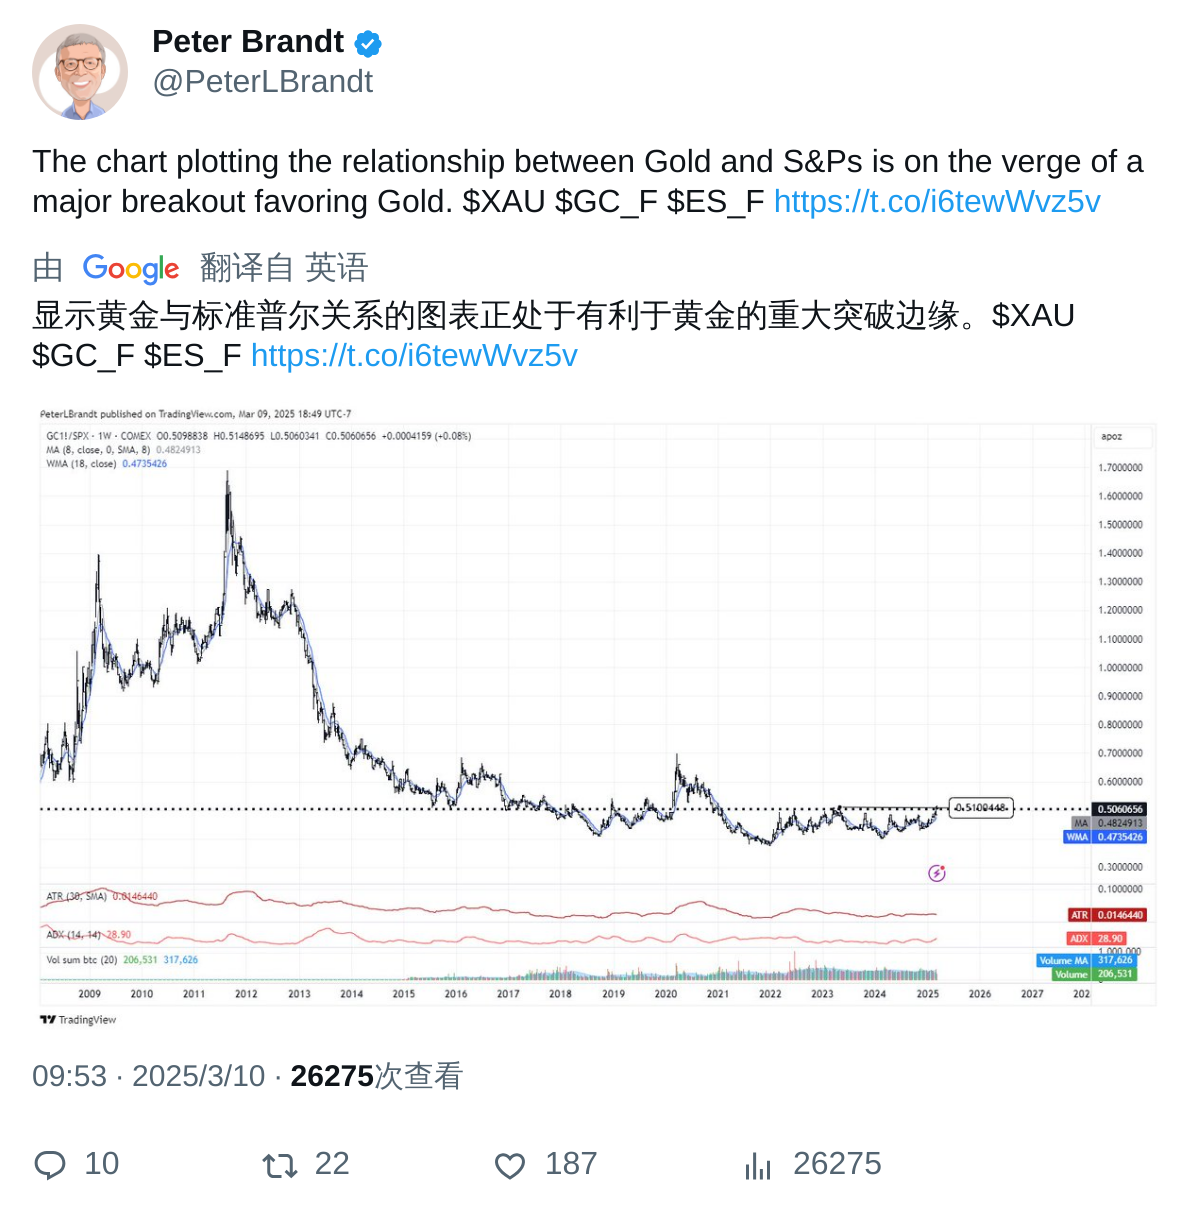 Peter Brandt
@PeterLBrandt
The chart plotting the relationship between Gold and S&Ps is on the verge of a
major breakout favoring Gold. $XAU $GC_F $ES_F https://t.co/i6tewWvz5v
由 Google 翻译自 英语
显示黄金与标准普尔关系的图表正处于有利于黄金的重大突破边缘。$XAU
$GC_F $ES_F https://t.co/i6tewWvz5v
PeterLBrandt published on TradingView.com, Mar 09, 2025 18:49 UTC-7
GC1!/SPX · 1W · COMEX O0.5098838 H0.5148695 L0.5060341 C0.5060656 +0.0004159 (+0.08%)
MA (8, close, 0, SMA, 8) 0.4824913
WMA (18, close) 0.4735426
apoz
1.7000000
1.6000000
1.5000000
1.4000000
1.3000000
1.2000000
1.1000000
1.0000000
0.9000000
0.8000000
0.7000000
0.6000000
0.5100448
0.5060656
MA 0.4824913
WMA 0.4735426
0.3000000
ATR (30, SMA) 0.0146440
0.1000000
ATR 0.0146440
ADX (14, 14) 28.90
ADX 28.90
1,000,000
Vol sum btc (20) 206,531 317,626
Volume MA 317,626
Volume 206,531
2009 2010 2011 2012 2013 2014 2015 2016 2017 2018 2019 2020 2021 2022 2023 2024 2025 2026 2027 202
TradingView
09:53 · 2025/3/10 · 26275次查看
10 22 187 26275